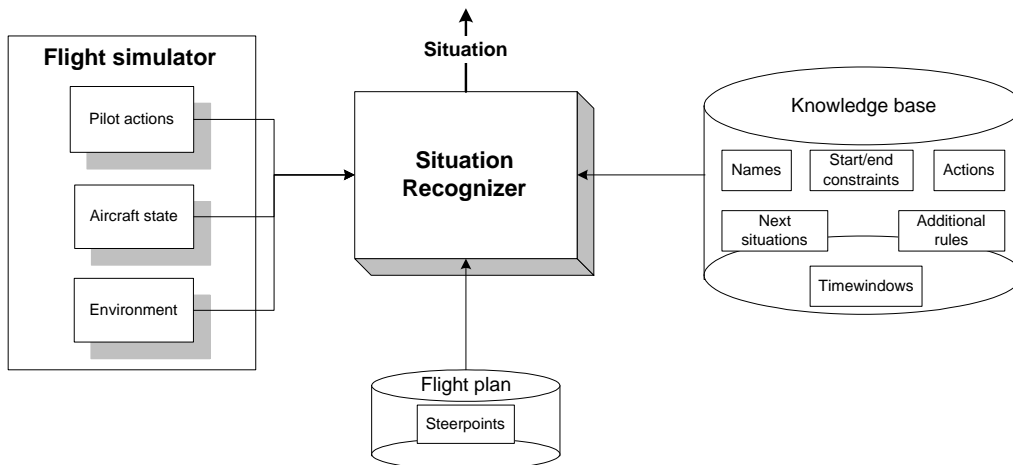 Situation
Flight simulator
Pilot actions
Aircraft state
Environment
Situation
Recognizer
Knowledge base
Names
Start/end
constraints
Actions
Next
situations
Additional
rules
Timewindows
Flight plan
Steerpoints